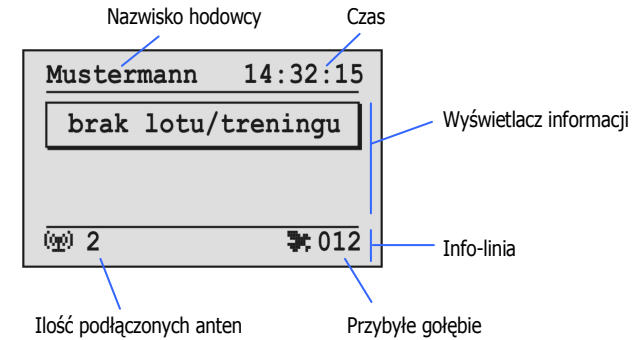 Nazwisko hodowcy Czas
Mustermann 14:32:15
brak lotu/treningu
Wyświetlacz informacji
2 012
Info-linia
Ilość podłączonych anten Przybyłe gołębie